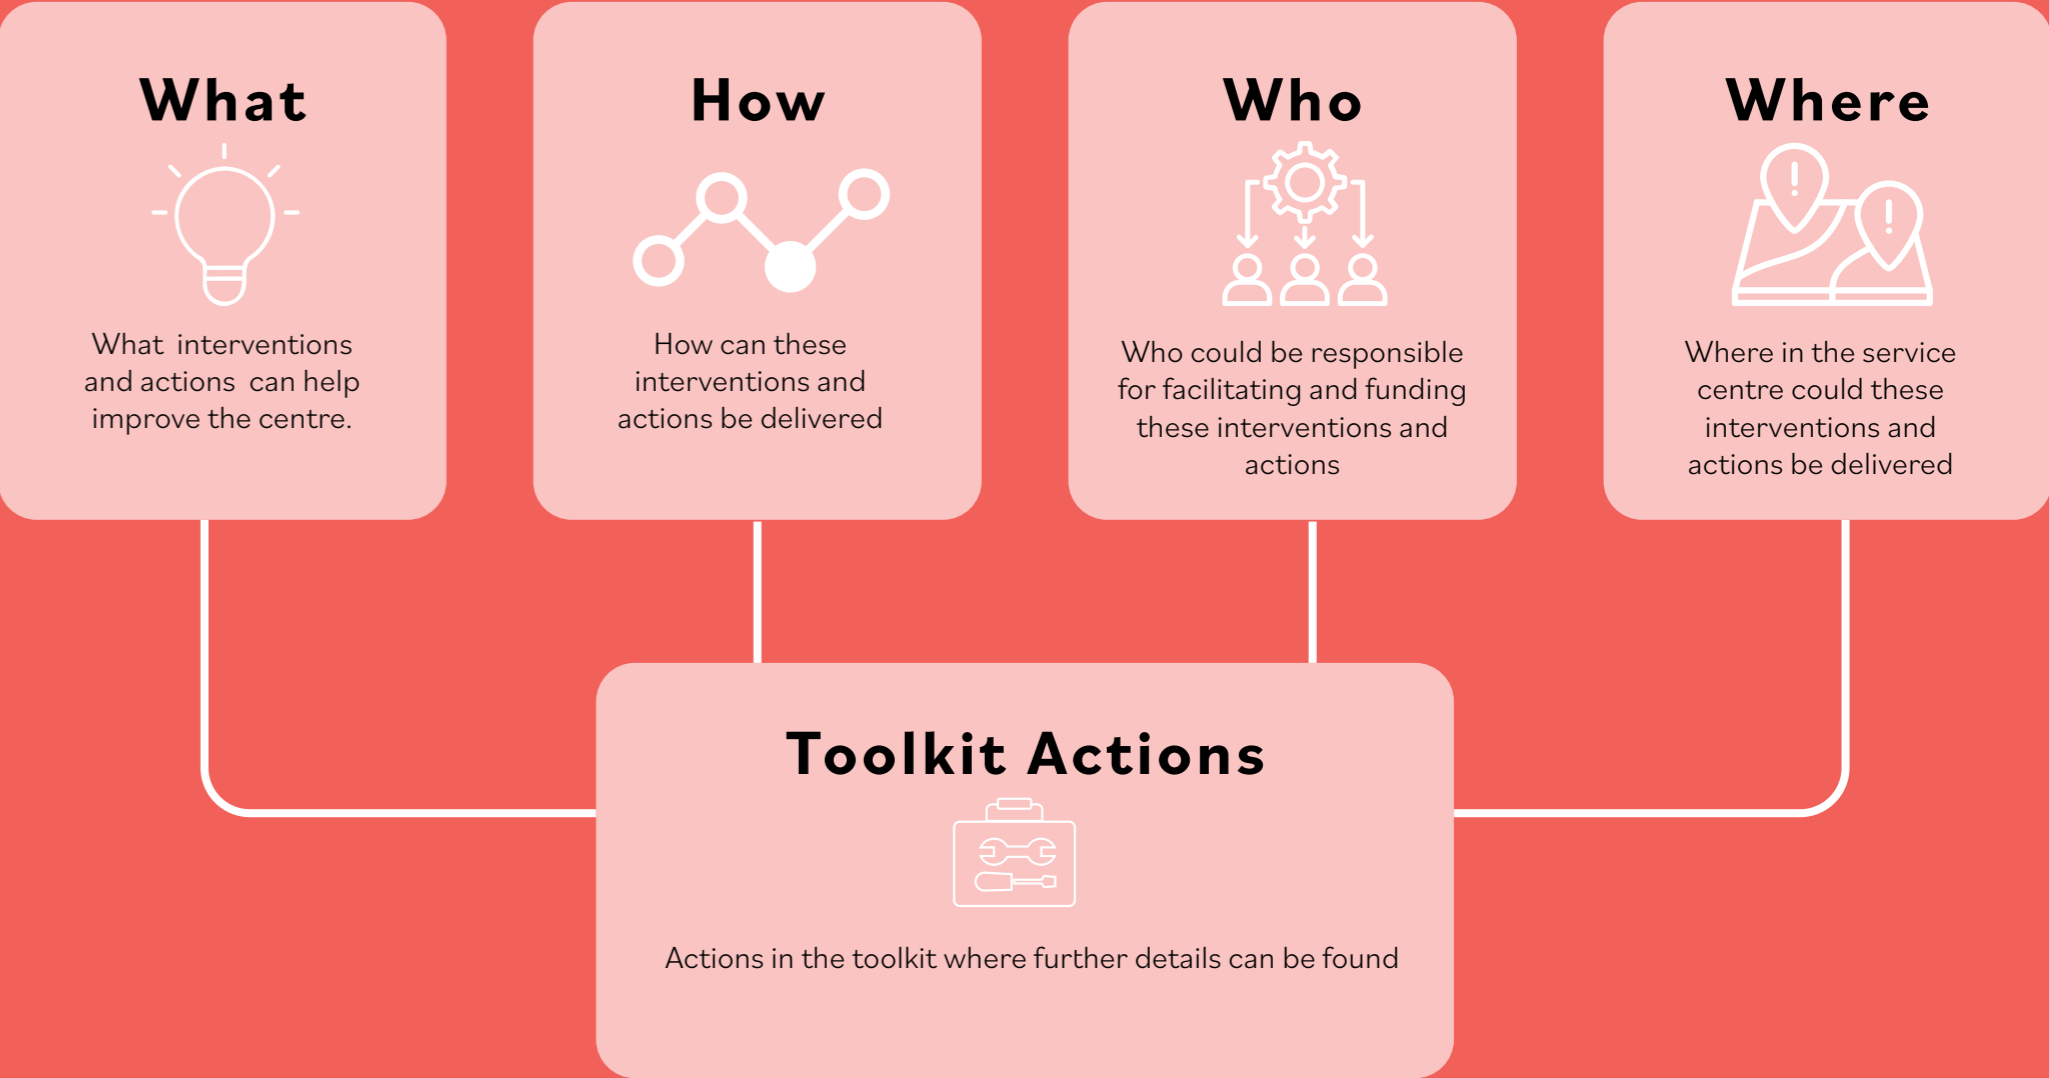 What
What interventions
and actions can help
improve the centre.
How
How can these
interventions and
actions be delivered
Who
Who could be responsible
for facilitating and funding
these interventions and
actions
Where
Where in the service
centre could these
interventions and
actions be delivered
Toolkit Actions
Actions in the toolkit where further details can be found